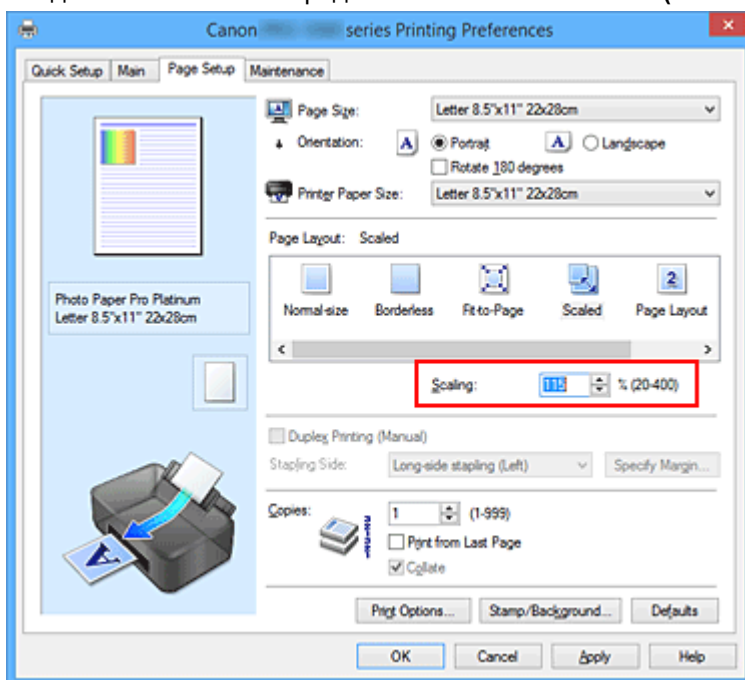 Canon series Printing Preferences
Quick Setup Main Page Setup Maintenance
Page Size: Letter 8.5"x11" 22x28cm
Orientation: A Portrait A Landscape
Rotate 180 degrees
Printer Paper Size: Letter 8.5"x11" 22x28cm
Page Layout: Scaled
Photo Paper Pro Platinum
Letter 8.5"x11" 22x28cm
2
Normal-size Borderless Fit-to-Page Scaled Page Layout
Scaling: 115 % (20-400)
Duplex Printing (Manual)
Stapling Side: Long-side stapling (Left) Specify Margin...
Copies: 1 (1-999)
Print from Last Page
Collate
A
Print Options... Stamp/Background... Defaults
OK Cancel Apply Help